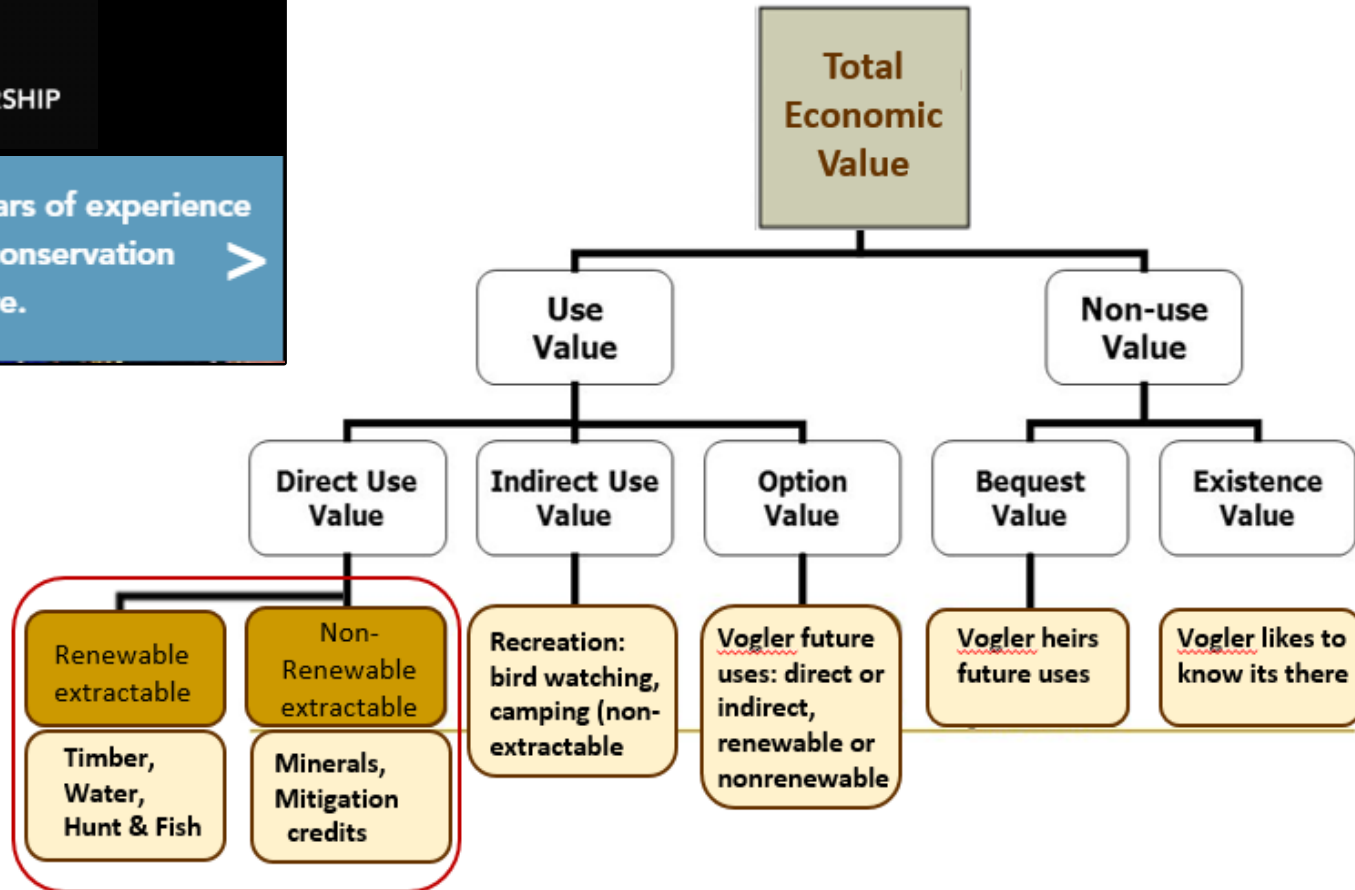 RSHIP
ars of experience
onservation >
e.
Total
Economic
Value
Use
Value
Non-use
Value
Direct Use
Value
Indirect Use
Value
Option
Value
Bequest
Value
Existence
Value
Renewable
extractable
Non-
Renewable
extractable
Recreation:
bird watching,
camping (non-
extractable
Vogler future
uses: direct or
indirect,
renewable or
nonrenewable
Vogler heirs
future uses
Vogler likes to
know its there
Timber,
Water,
Hunt & Fish
Minerals,
Mitigation
credits